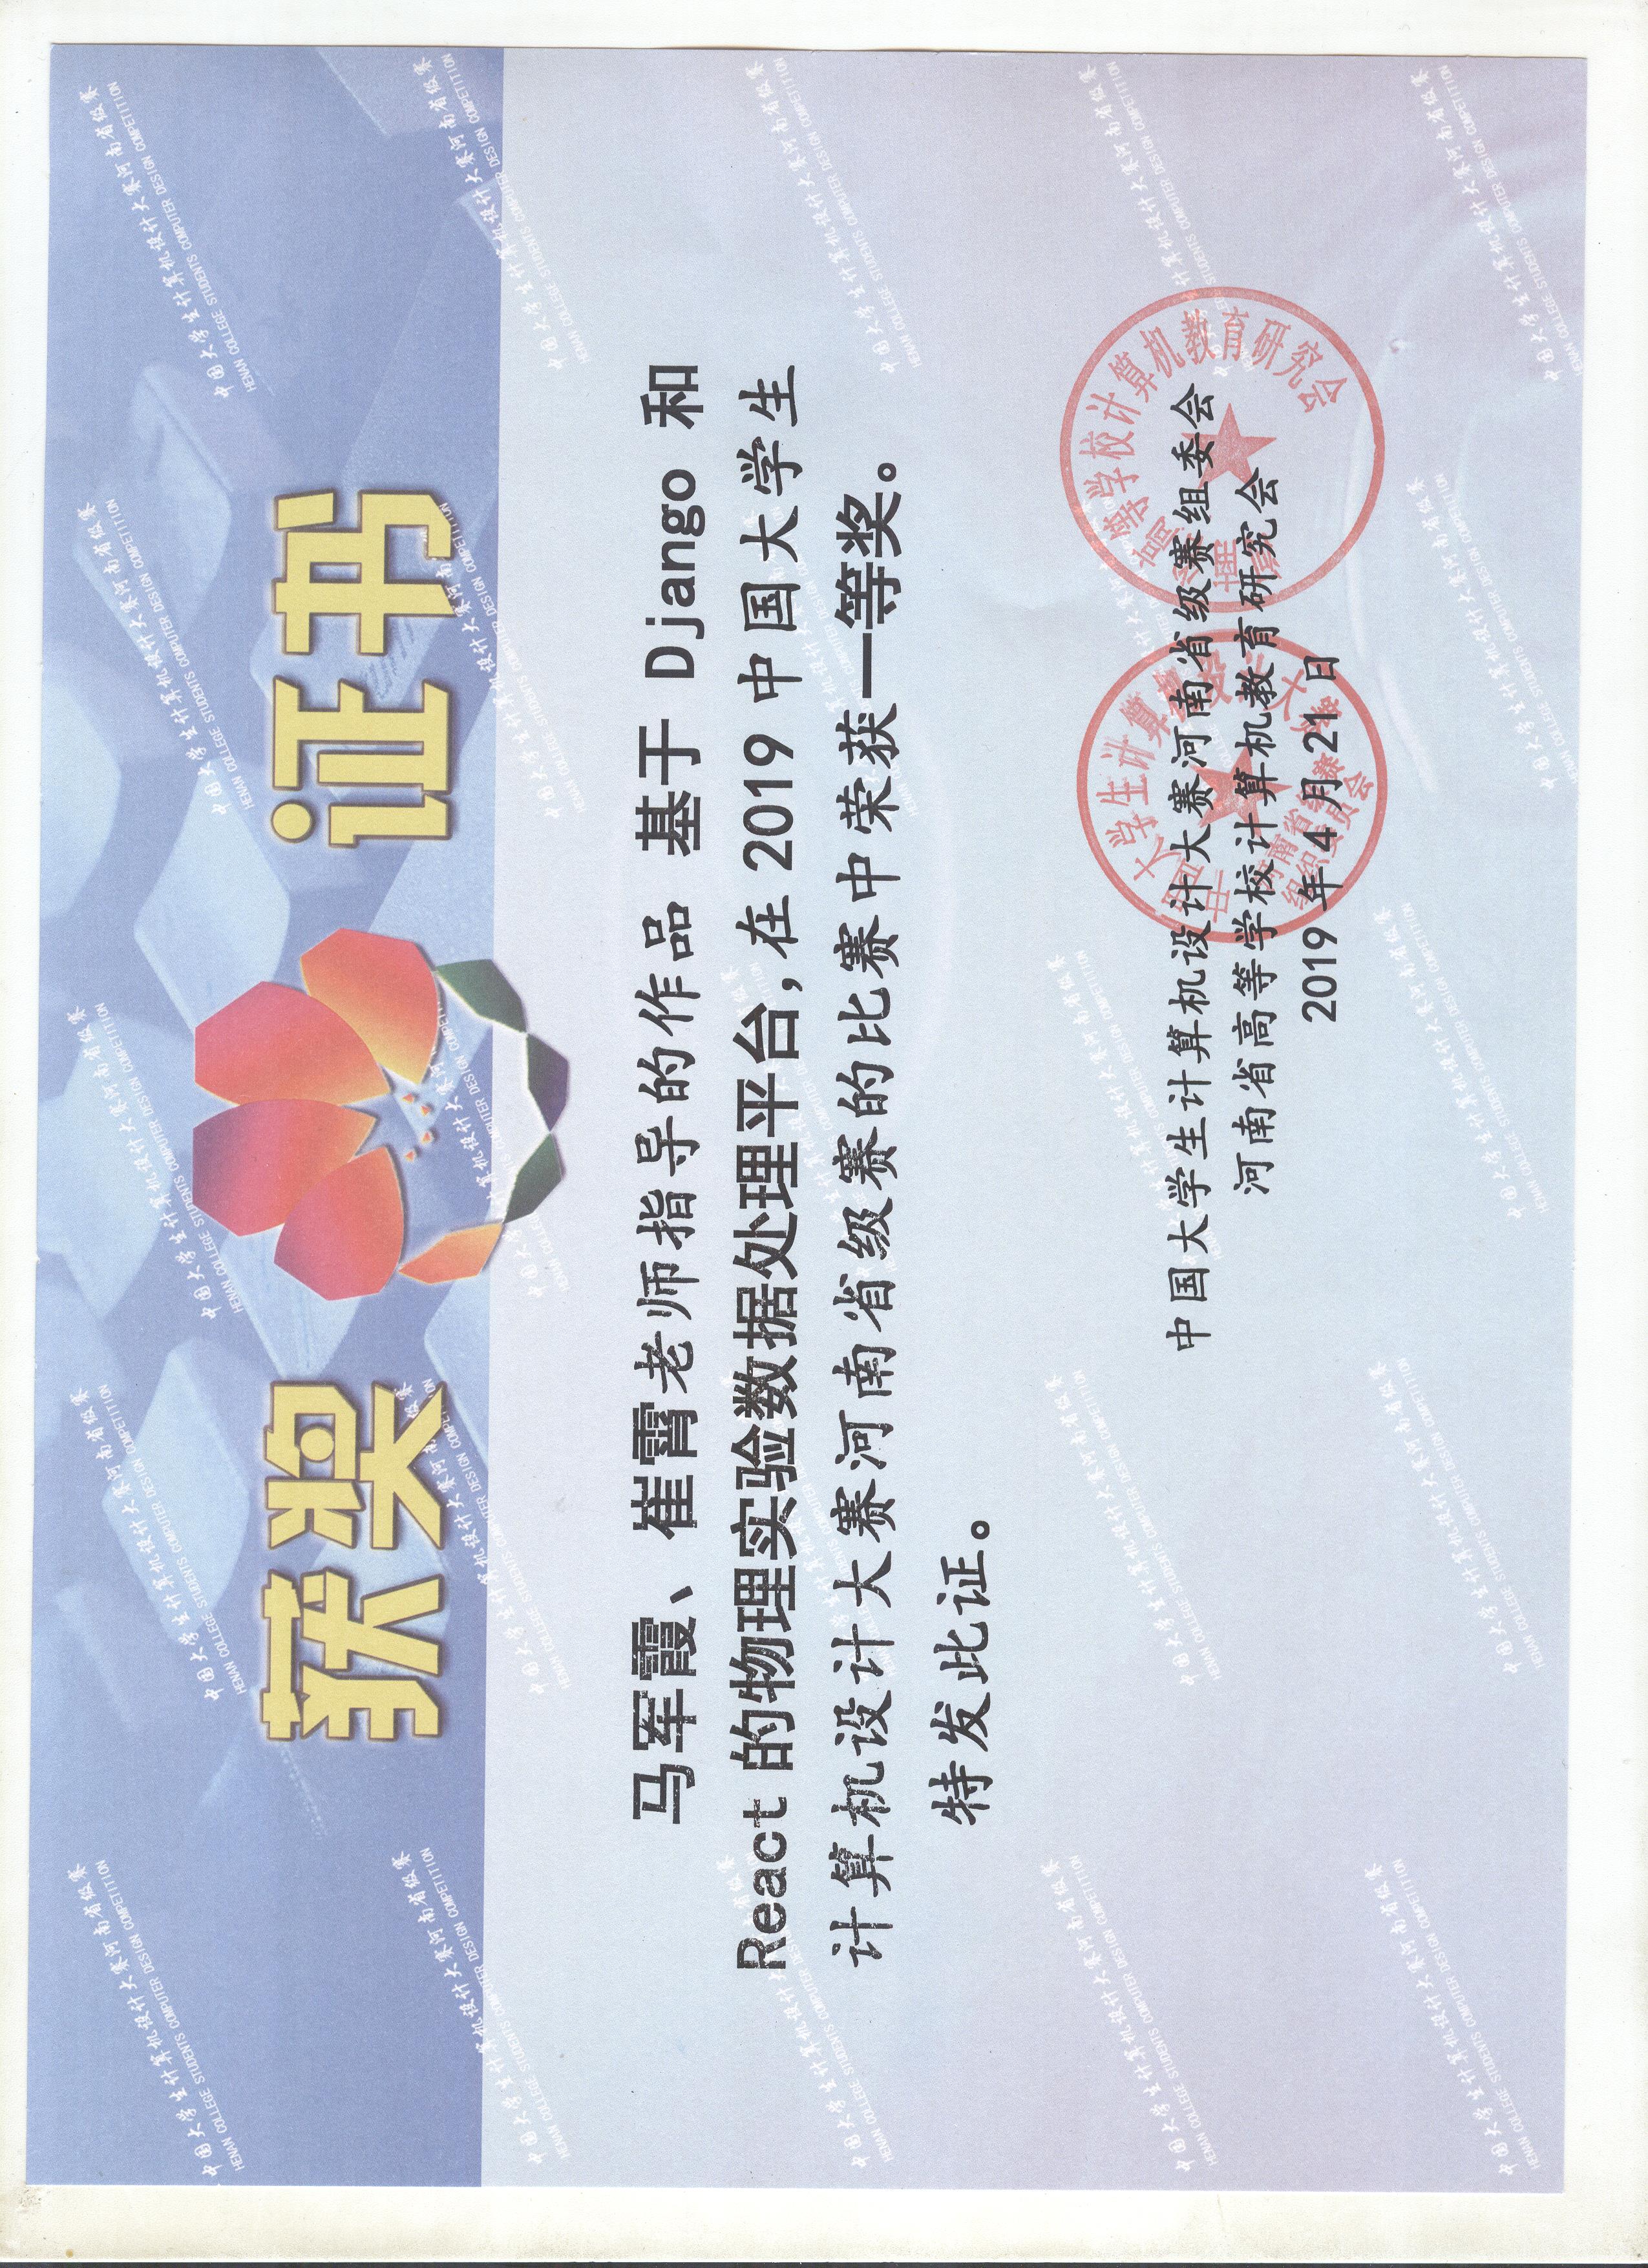 获奖证书
马军霞、崔霄老师指导的作品 基于 Django 和
React 的物理实验数据处理平台,在 2019 中国大学生
计算机设计大赛河南省级赛的比赛中荣获一等奖。
特发此证。
中国大学生计算机设计大赛河南省级赛组委会
河南省高等学校计算机教育研究会
2019 年 4 月 21 日
中国大学生计算机设计大赛
河南省级赛
组织委员会
河南省高等学校计算机教育研究会
中国大学生计算机设计大赛河南省级赛
HENAN COLLEGE STUDENTS COMPUTER DESIGN COMPETITION